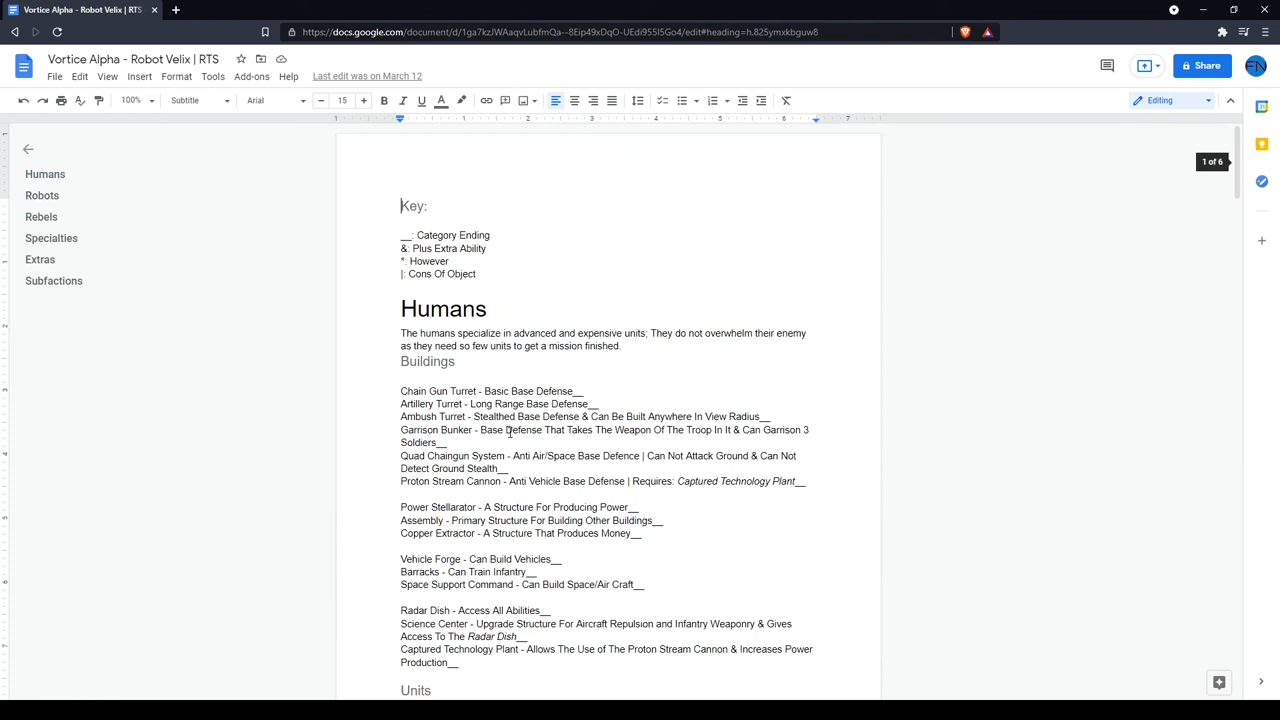 Vortice Alpha - Robot Velix | RTS
https://docs.google.com/document/d/1ga7kzJWAaqvLubfmQa--8Eip49xDqO-UEdi955I5Go4/edit#heading=h.825ymxkbguw8
Vortice Alpha - Robot Velix | RTS
File Edit View Insert Format Tools Add-ons Help Last edit was on March 12
Share
FN
100% Subtitle Arial 15 Editing
1 1 2 3 4 5 6 7
1 of 6
Humans
Robots
Rebels
Specialties
Extras
Subfactions
Key:
__: Category Ending
&: Plus Extra Ability
*: However
|: Cons Of Object
Humans
The humans specialize in advanced and expensive units; They do not overwhelm their enemy
as they need so few units to get a mission finished.
Buildings
Chain Gun Turret - Basic Base Defense__
Artillery Turret - Long Range Base Defense__
Ambush Turret - Stealthed Base Defense & Can Be Built Anywhere In View Radius__
Garrison Bunker - Base Defense That Takes The Weapon Of The Troop In It & Can Garrison 3
Soldiers__
Quad Chaingun System - Anti Air/Space Base Defence | Can Not Attack Ground & Can Not
Detect Ground Stealth__
Proton Stream Cannon - Anti Vehicle Base Defense | Requires: Captured Technology Plant__
Power Stellarator - A Structure For Producing Power__
Assembly - Primary Structure For Building Other Buildings__
Copper Extractor - A Structure That Produces Money__
Vehicle Forge - Can Build Vehicles__
Barracks - Can Train Infantry__
Space Support Command - Can Build Space/Air Craft__
Radar Dish - Access All Abilities__
Science Center - Upgrade Structure For Aircraft Repulsion and Infantry Weaponry & Gives
Access To The Radar Dish__
Captured Technology Plant - Allows The Use of The Proton Stream Cannon & Increases Power
Production__
Units